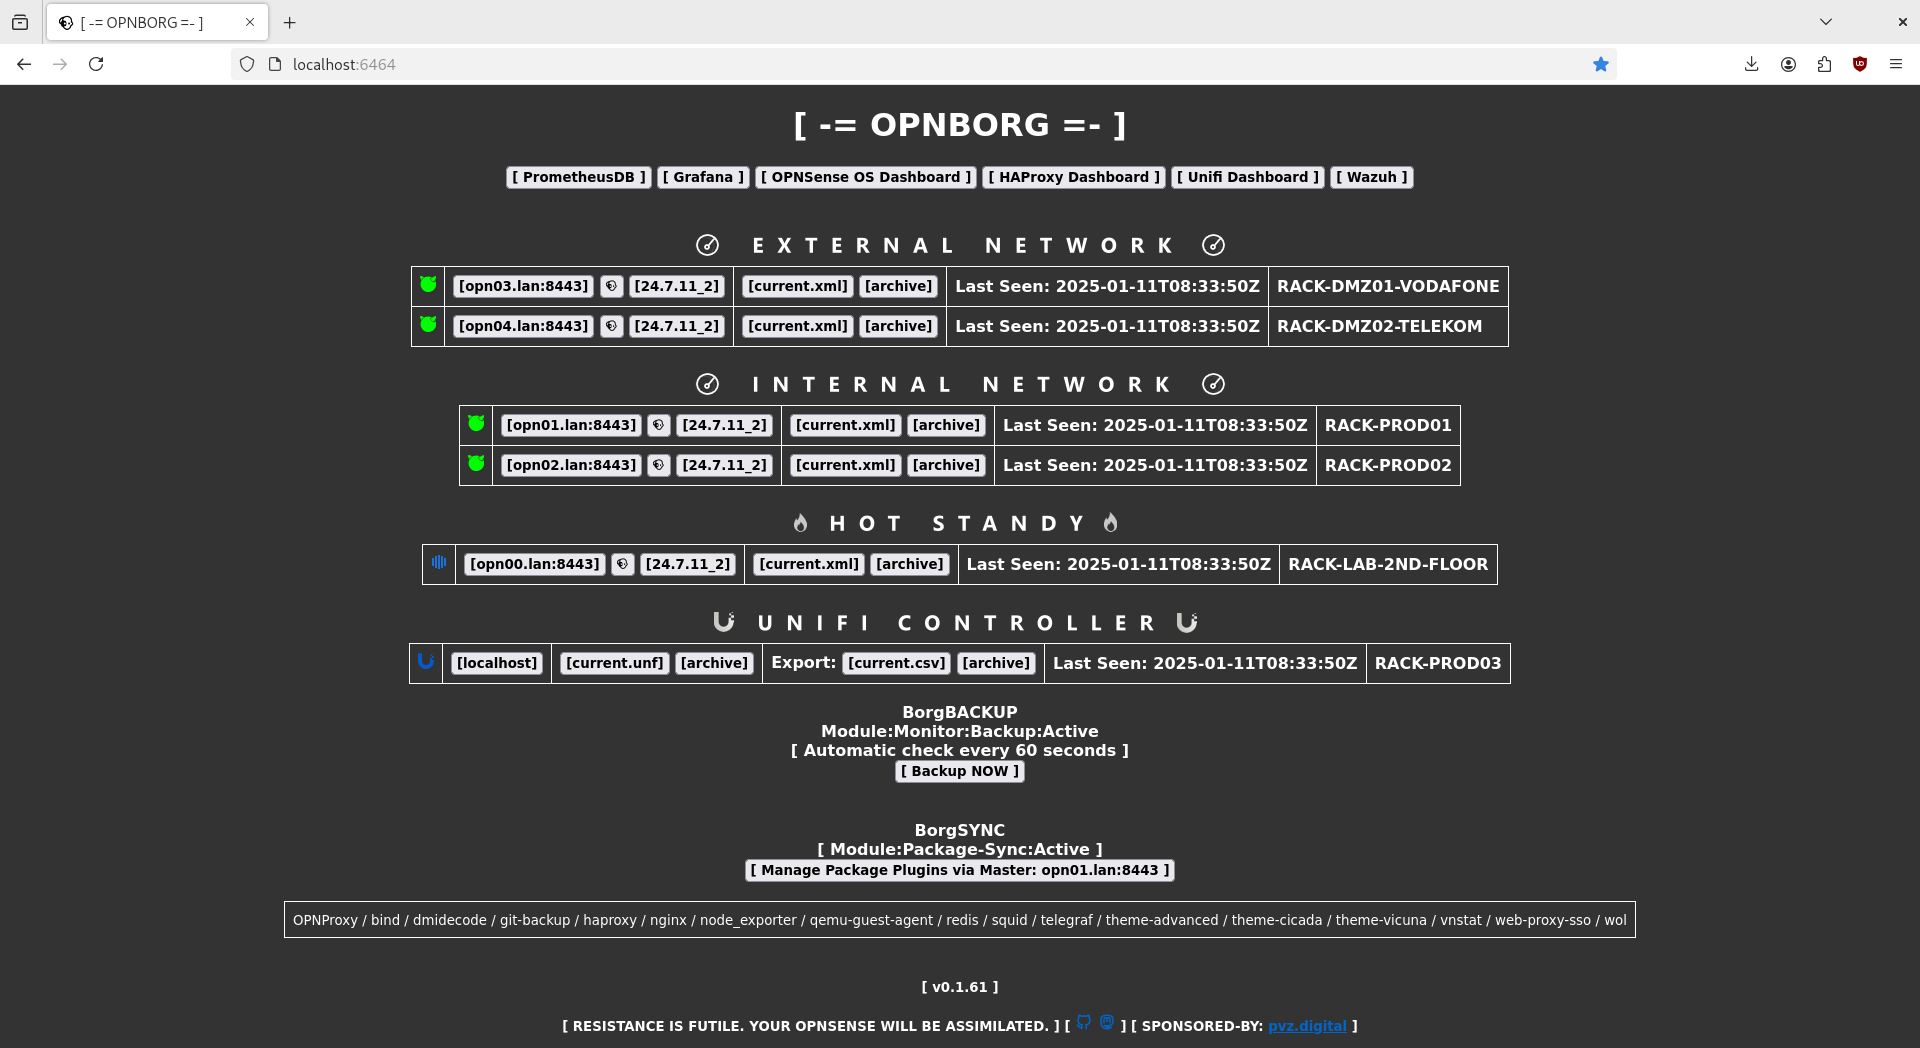 [ -= OPNBORG =- ]
localhost:6464
[ -= OPNBORG =- ]
[ PrometheusDB ] [ Grafana ] [ OPNSense OS Dashboard ] [ HAProxy Dashboard ] [ Unifi Dashboard ] [ Wazuh ]
EXTERNAL NETWORK
[opn03.lan:8443] [24.7.11_2] [current.xml] [archive] Last Seen: 2025-01-11T08:33:50Z RACK-DMZ01-VODAFONE
[opn04.lan:8443] [24.7.11_2] [current.xml] [archive] Last Seen: 2025-01-11T08:33:50Z RACK-DMZ02-TELEKOM
INTERNAL NETWORK
[opn01.lan:8443] [24.7.11_2] [current.xml] [archive] Last Seen: 2025-01-11T08:33:50Z RACK-PROD01
[opn02.lan:8443] [24.7.11_2] [current.xml] [archive] Last Seen: 2025-01-11T08:33:50Z RACK-PROD02
HOT STANDY
[opn00.lan:8443] [24.7.11_2] [current.xml] [archive] Last Seen: 2025-01-11T08:33:50Z RACK-LAB-2ND-FLOOR
UNIFI CONTROLLER
[localhost] [current.unf] [archive] Export: [current.csv] [archive] Last Seen: 2025-01-11T08:33:50Z RACK-PROD03
BorgBACKUP
Module:Monitor:Backup:Active
[ Automatic check every 60 seconds ]
[ Backup NOW ]
BorgSYNC
[ Module:Package-Sync:Active ]
[ Manage Package Plugins via Master: opn01.lan:8443 ]
OPNProxy / bind / dmidecode / git-backup / haproxy / nginx / node_exporter / qemu-guest-agent / redis / squid / telegraf / theme-advanced / theme-cicada / theme-vicuna / vnstat / web-proxy-sso / wol
[ v0.1.61 ]
[ RESISTANCE IS FUTILE. YOUR OPNSENSE WILL BE ASSIMILATED. ] [ ] [ SPONSORED-BY: pvz.digital ]